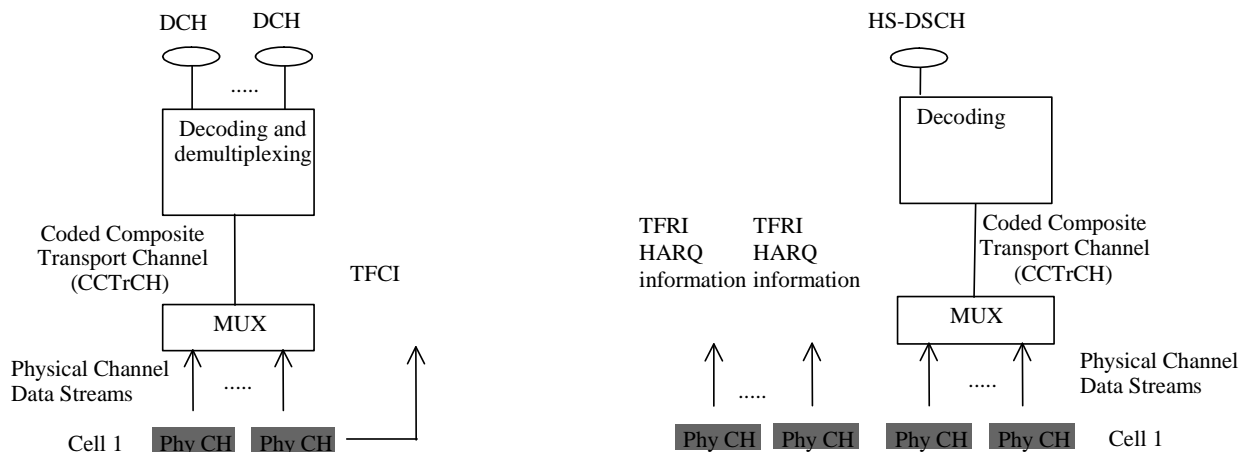 DCH DCH
.....
Decoding and
demultiplexing
Coded Composite
Transport Channel
(CCTrCH)
TFCI
MUX
Physical Channel
Data Streams
.....
Cell 1 Phy CH Phy CH
HS-DSCH
Decoding
TFRI
HARQ
information
TFRI
HARQ
information
Coded Composite
Transport Channel
(CCTrCH)
MUX
Physical Channel
Data Streams
.....
.....
Phy CH Phy CH Phy CH Phy CH Cell 1